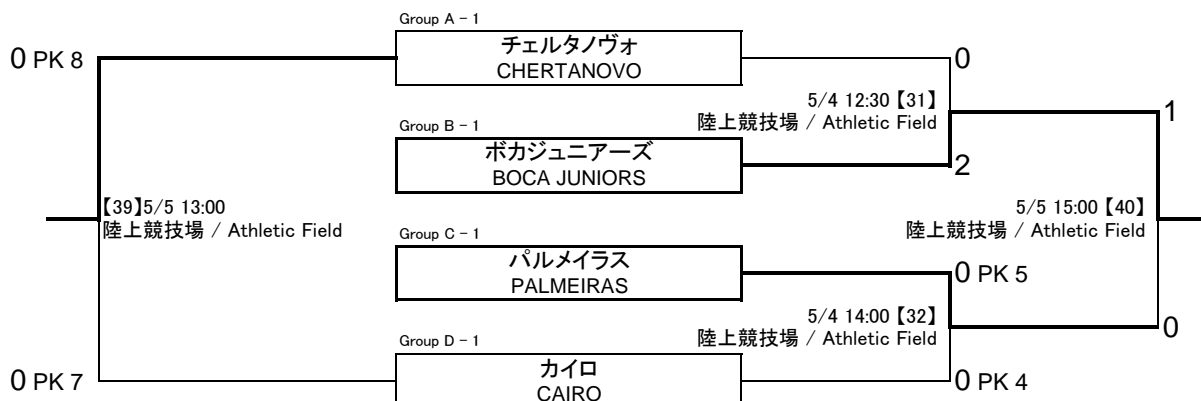 Group A - 1
0 PK 8
チェルタノヴォ
CHERTANOVO
0
5/4 12:30【31】
陸上競技場 / Athletic Field
1
Group B - 1
ボカジュニアーズ
BOCA JUNIORS
2
【39】5/5 13:00
陸上競技場 / Athletic Field
5/5 15:00【40】
陸上競技場 / Athletic Field
Group C - 1
パルメイラス
PALMEIRAS
0 PK 5
5/4 14:00【32】
陸上競技場 / Athletic Field
0
Group D - 1
0 PK 7
カイロ
CAIRO
0 PK 4